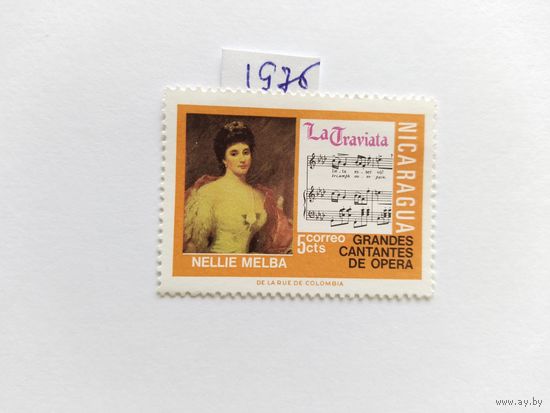 1976
La Traviata
NICARAGUA
5 correo
cts
GRANDES
CANTANTES
DE OPERA
NELLIE MELBA
DE LA RUE DE COLOMBIA
www.ay.by